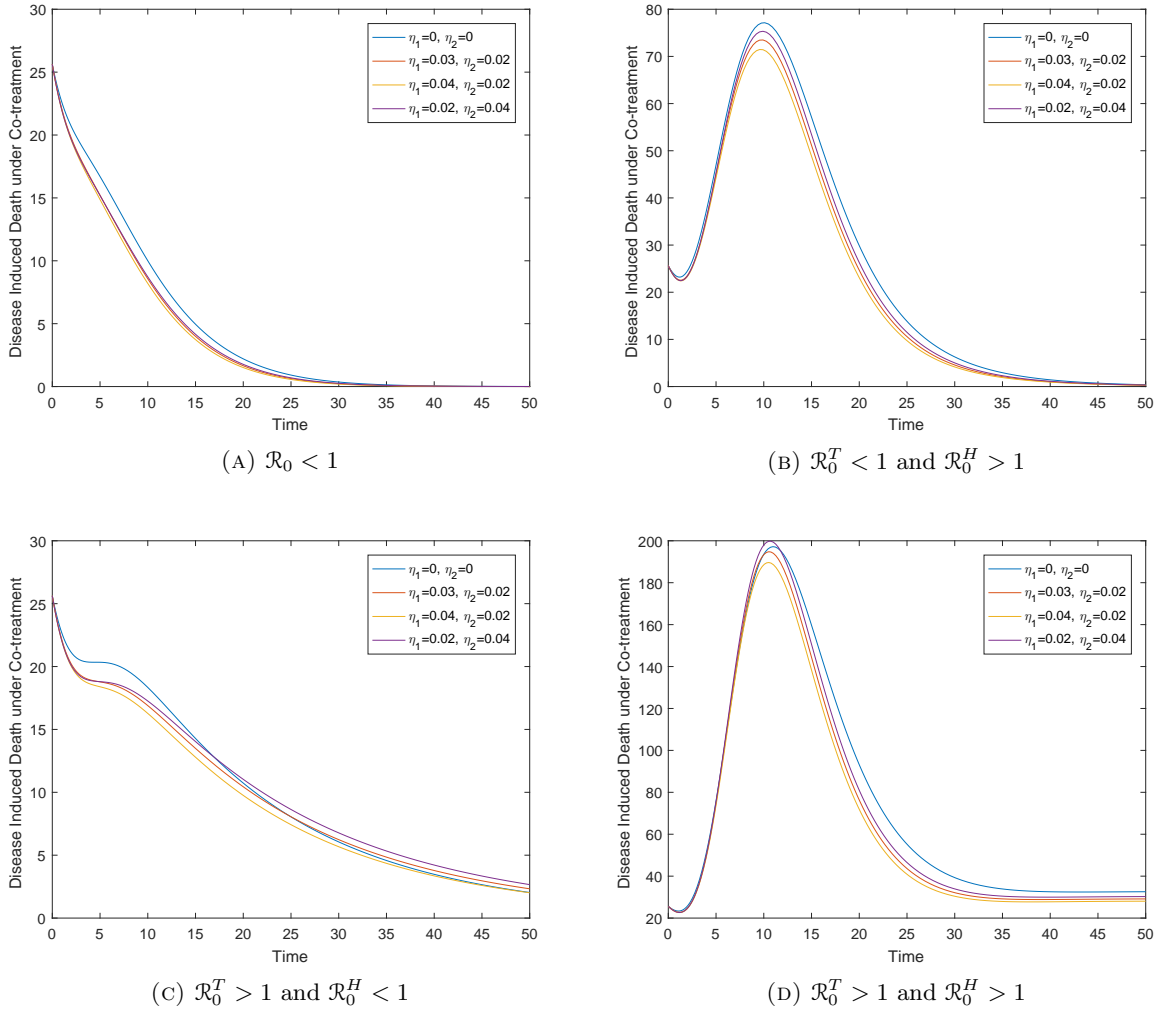 30
25
20
15
10
5
0
Disease Induced Death under Co-treatment
η1=0, η2=0
η1=0.03, η2=0.02
η1=0.04, η2=0.02
η1=0.02, η2=0.04
0 5 10 15 20 25 30 35 40 45 50
Time
(A) ℛ₀ < 1
80
70
60
50
40
30
20
10
0
Disease Induced Death under Co-treatment
η1=0, η2=0
η1=0.03, η2=0.02
η1=0.04, η2=0.02
η1=0.02, η2=0.04
0 5 10 15 20 25 30 35 40 45 50
Time
(B) ℛ₀ᵀ < 1 and ℛ₀ᴴ > 1
30
25
20
15
10
5
0
Disease Induced Death under Co-treatment
η1=0, η2=0
η1=0.03, η2=0.02
η1=0.04, η2=0.02
η1=0.02, η2=0.04
0 5 10 15 20 25 30 35 40 45 50
Time
(C) ℛ₀ᵀ > 1 and ℛ₀ᴴ < 1
200
180
160
140
120
100
80
60
40
20
Disease Induced Death under Co-treatment
η1=0, η2=0
η1=0.03, η2=0.02
η1=0.04, η2=0.02
η1=0.02, η2=0.04
0 5 10 15 20 25 30 35 40 45 50
Time
(D) ℛ₀ᵀ > 1 and ℛ₀ᴴ > 1